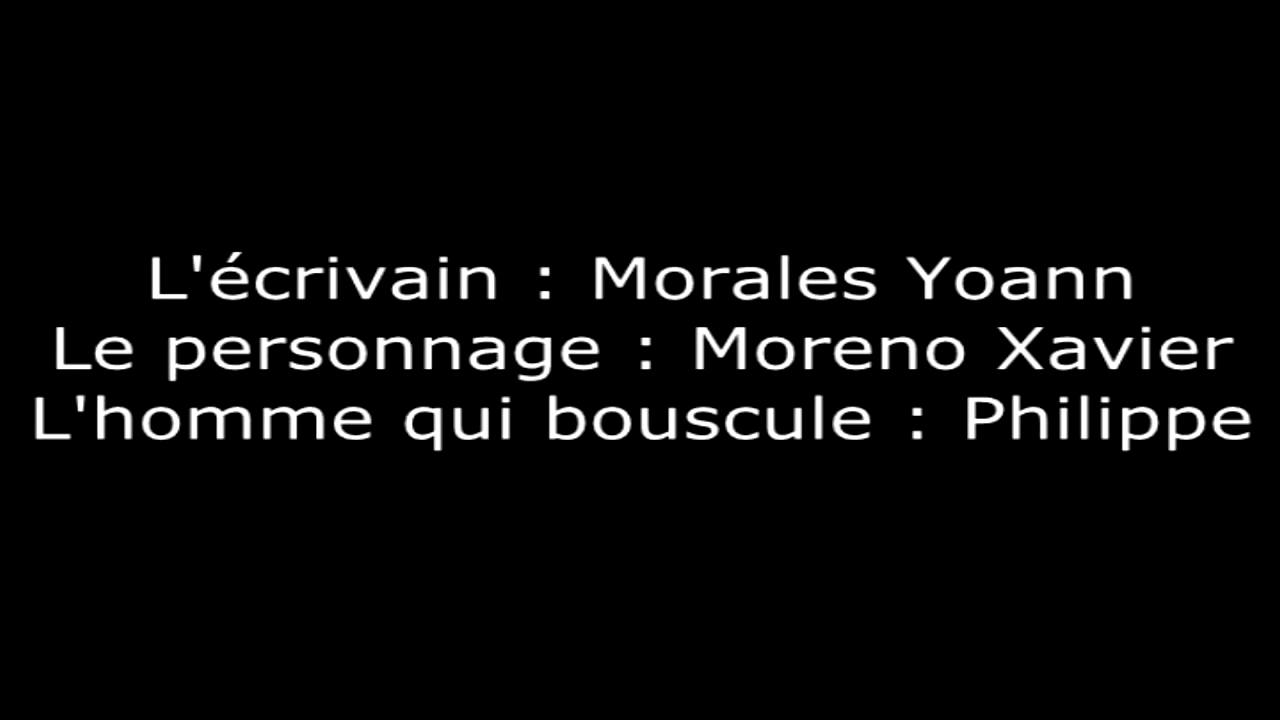 L'écrivain : Morales Yoann
Le personnage : Moreno Xavier
L'homme qui bouscule : Philippe